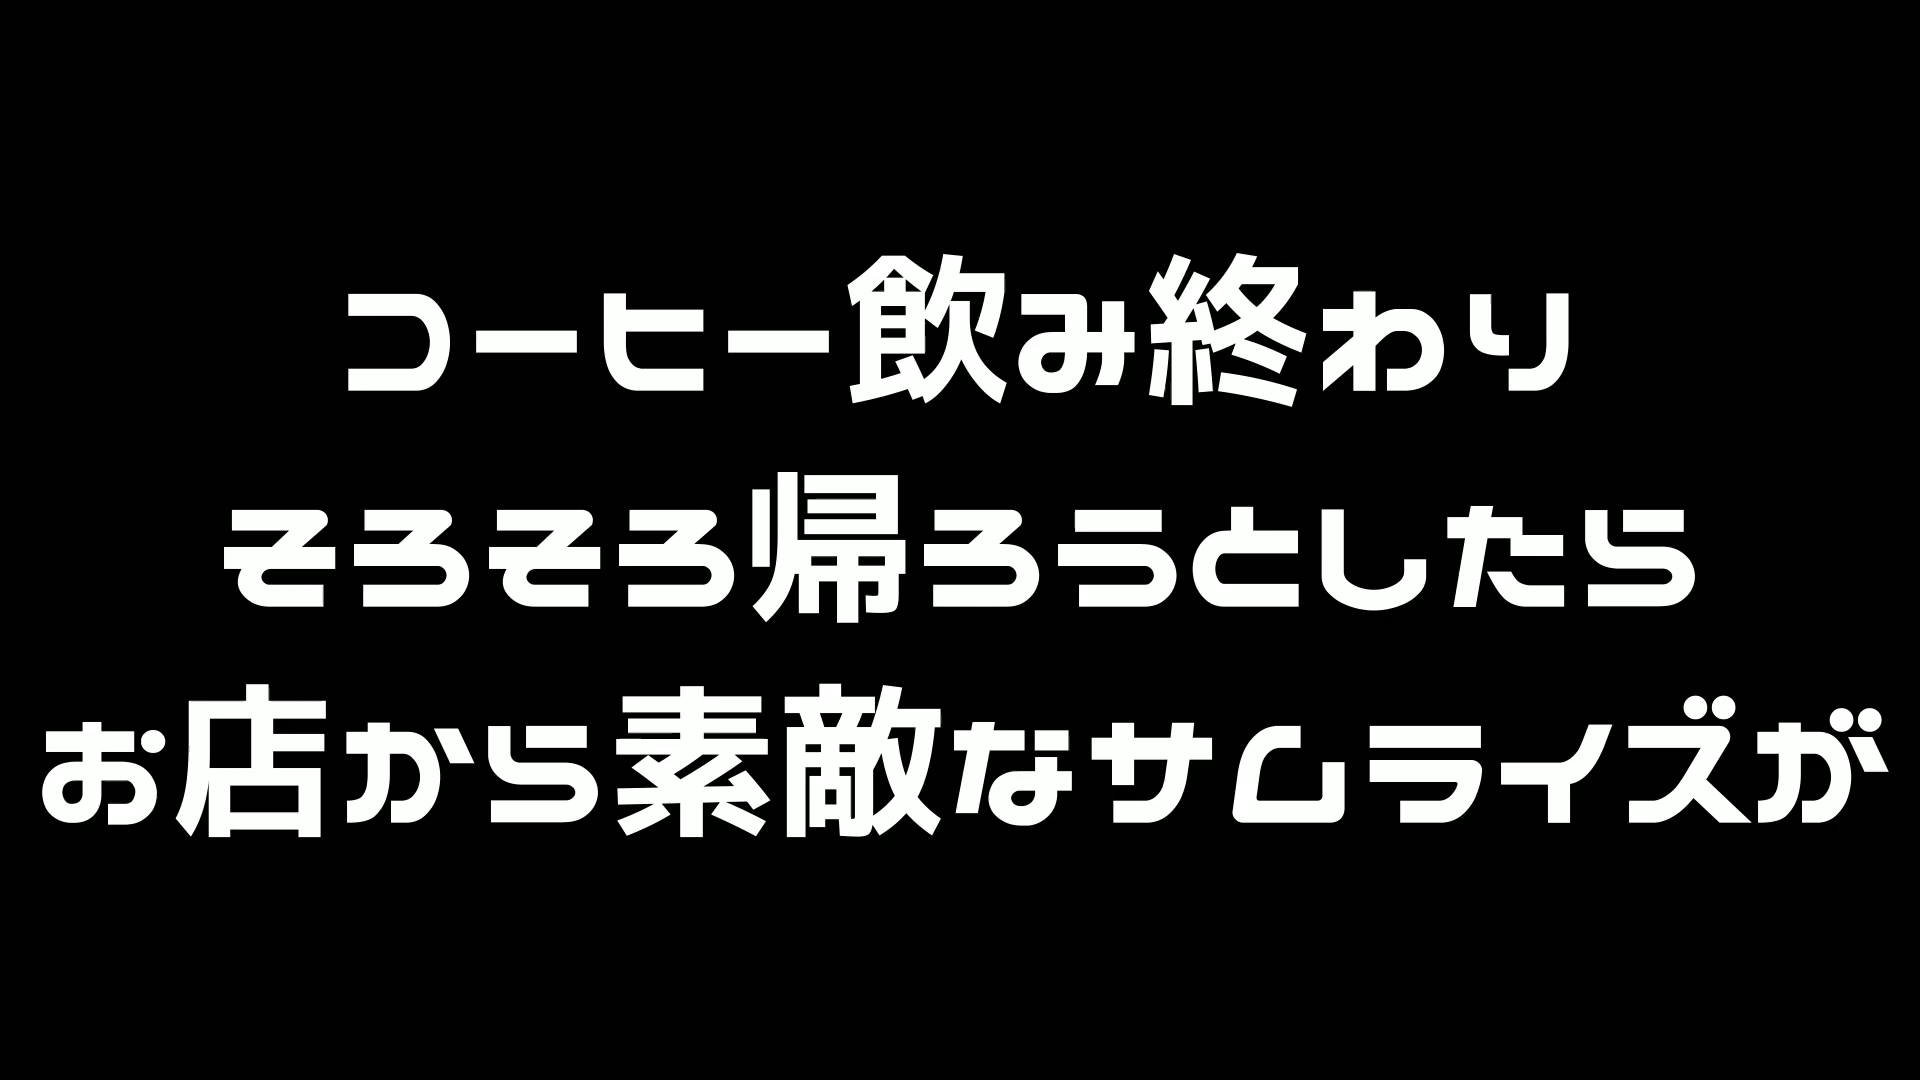 コーヒー飲み終わり
そろそろ帰ろうとしたら
お店から素敵なサムライズが